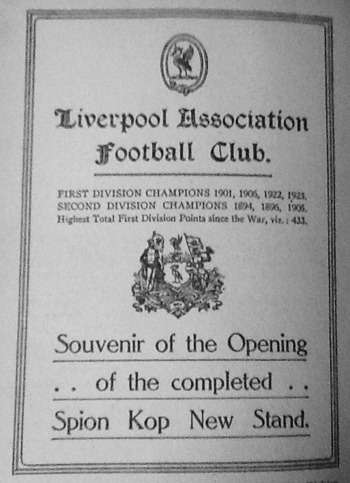 Liverpool Association
Football Club.
FIRST DIVISION CHAMPIONS 1901, 1906, 1922, 1923.
SECOND DIVISION CHAMPIONS 1894, 1896, 1905.
Highest Total First Division Points since the War, viz.: 433.
Souvenir of the Opening
. . of the completed . .
Spion Kop New Stand.